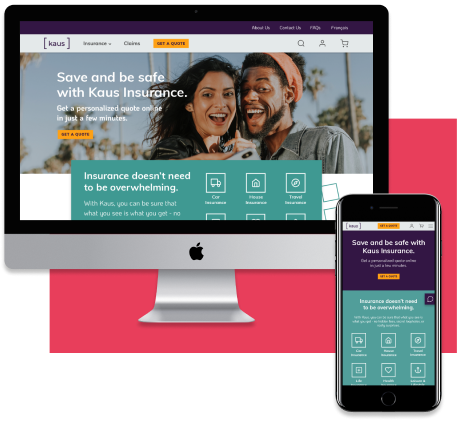 About Us Contact Us FAQs Français
[ kaus ] Insurance Claims GET A QUOTE
Save and be safe
with Kaus Insurance.
Get a personalized quote online
in just a few minutes.
GET A QUOTE
Insurance doesn't need
to be overwhelming.
With Kaus, you can be sure that
what you see is what you get - no
Car
Insurance
House
Insurance
Travel
Insurance
[kaus] GET A QUOTE
Save and be safe with
Kaus Insurance.
Get a personalized quote online
in just a few minutes.
GET A QUOTE
Insurance doesn't need
to be overwhelming.
Car
Insurance
House
Insurance
Travel
Insurance
Life
Insurance
Health
Insurance